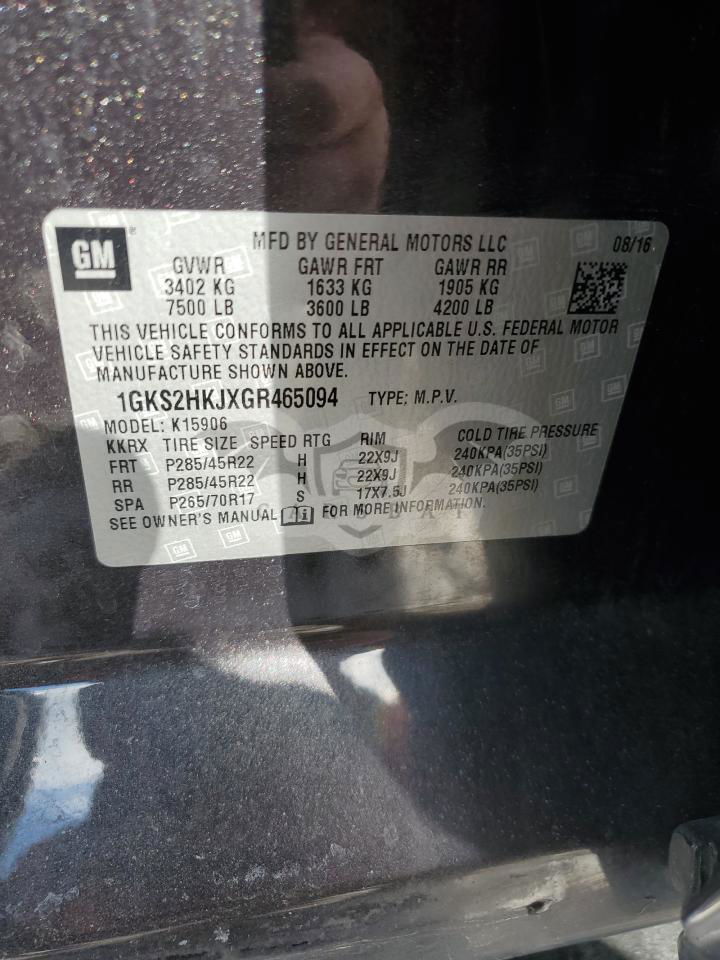 GM
MFD BY GENERAL MOTORS LLC 08/16
GVWR GAWR FRT GAWR RR
3402 KG 1633 KG 1905 KG
7500 LB 3600 LB 4200 LB
THIS VEHICLE CONFORMS TO ALL APPLICABLE U.S. FEDERAL MOTOR
VEHICLE SAFETY STANDARDS IN EFFECT ON THE DATE OF
MANUFACTURE SHOWN ABOVE.
1GKS2HKJXGR465094 TYPE: M.P.V.
MODEL: K15906
KKRX TIRE SIZE SPEED RTG RIM COLD TIRE PRESSURE
FRT P285/45R22 H 22X9J 240KPA(35PSI)
RR P285/45R22 H 22X9J 240KPA(35PSI)
SPA P265/70R17 S 17X7.5J 240KPA(35PSI)
SEE OWNER'S MANUAL FOR MORE INFORMATION.